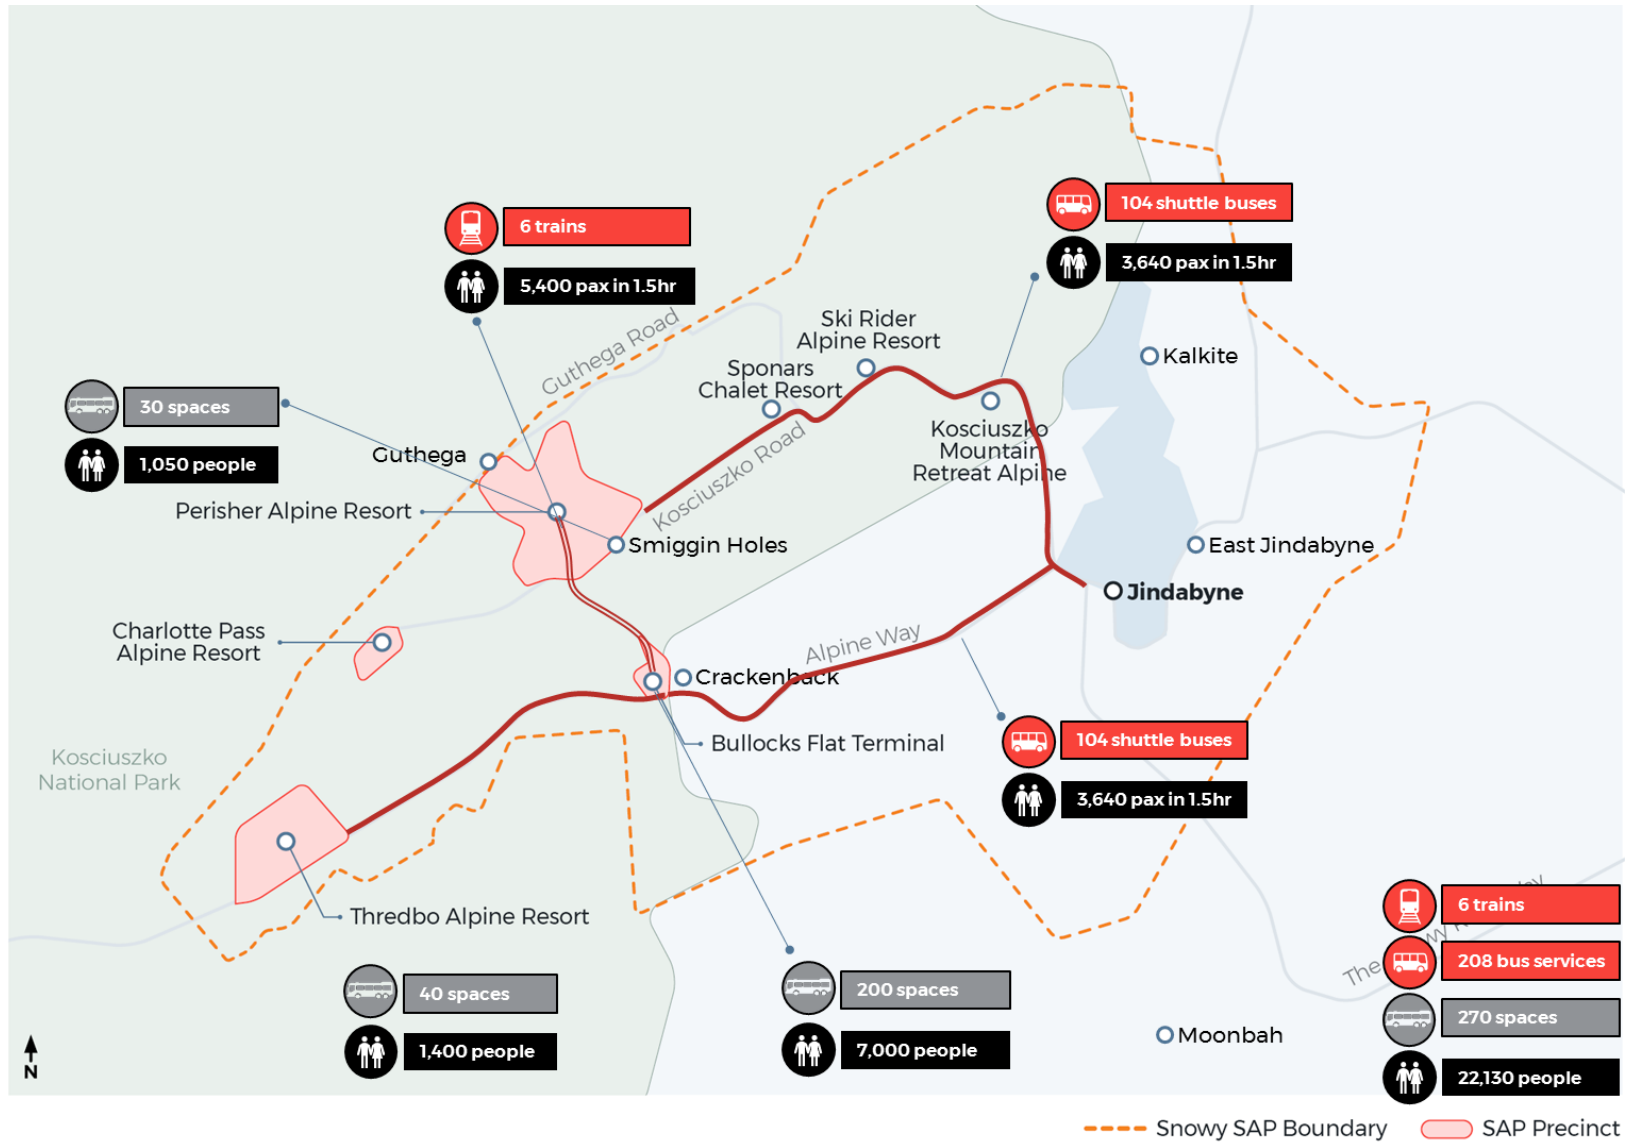 104 shuttle buses
3,640 pax in 1.5hr
6 trains
5,400 pax in 1.5hr
Guthega Road
Ski Rider
Alpine Resort
Kalkite
Sponars
Chalet Resort
30 spaces
1,050 people
Guthega
Kosciuszko
Mountain
Retreat Alpine
Kosciuszko Road
Perisher Alpine Resort
Smiggin Holes
East Jindabyne
Jindabyne
Charlotte Pass
Alpine Resort
Alpine Way
Crackenback
Bullocks Flat Terminal
104 shuttle buses
3,640 pax in 1.5hr
Kosciuszko
National Park
Thredbo Alpine Resort
40 spaces
1,400 people
200 spaces
7,000 people
The
6 trains
208 bus services
270 spaces
22,130 people
Moonbah
N
Snowy SAP Boundary
SAP Precinct